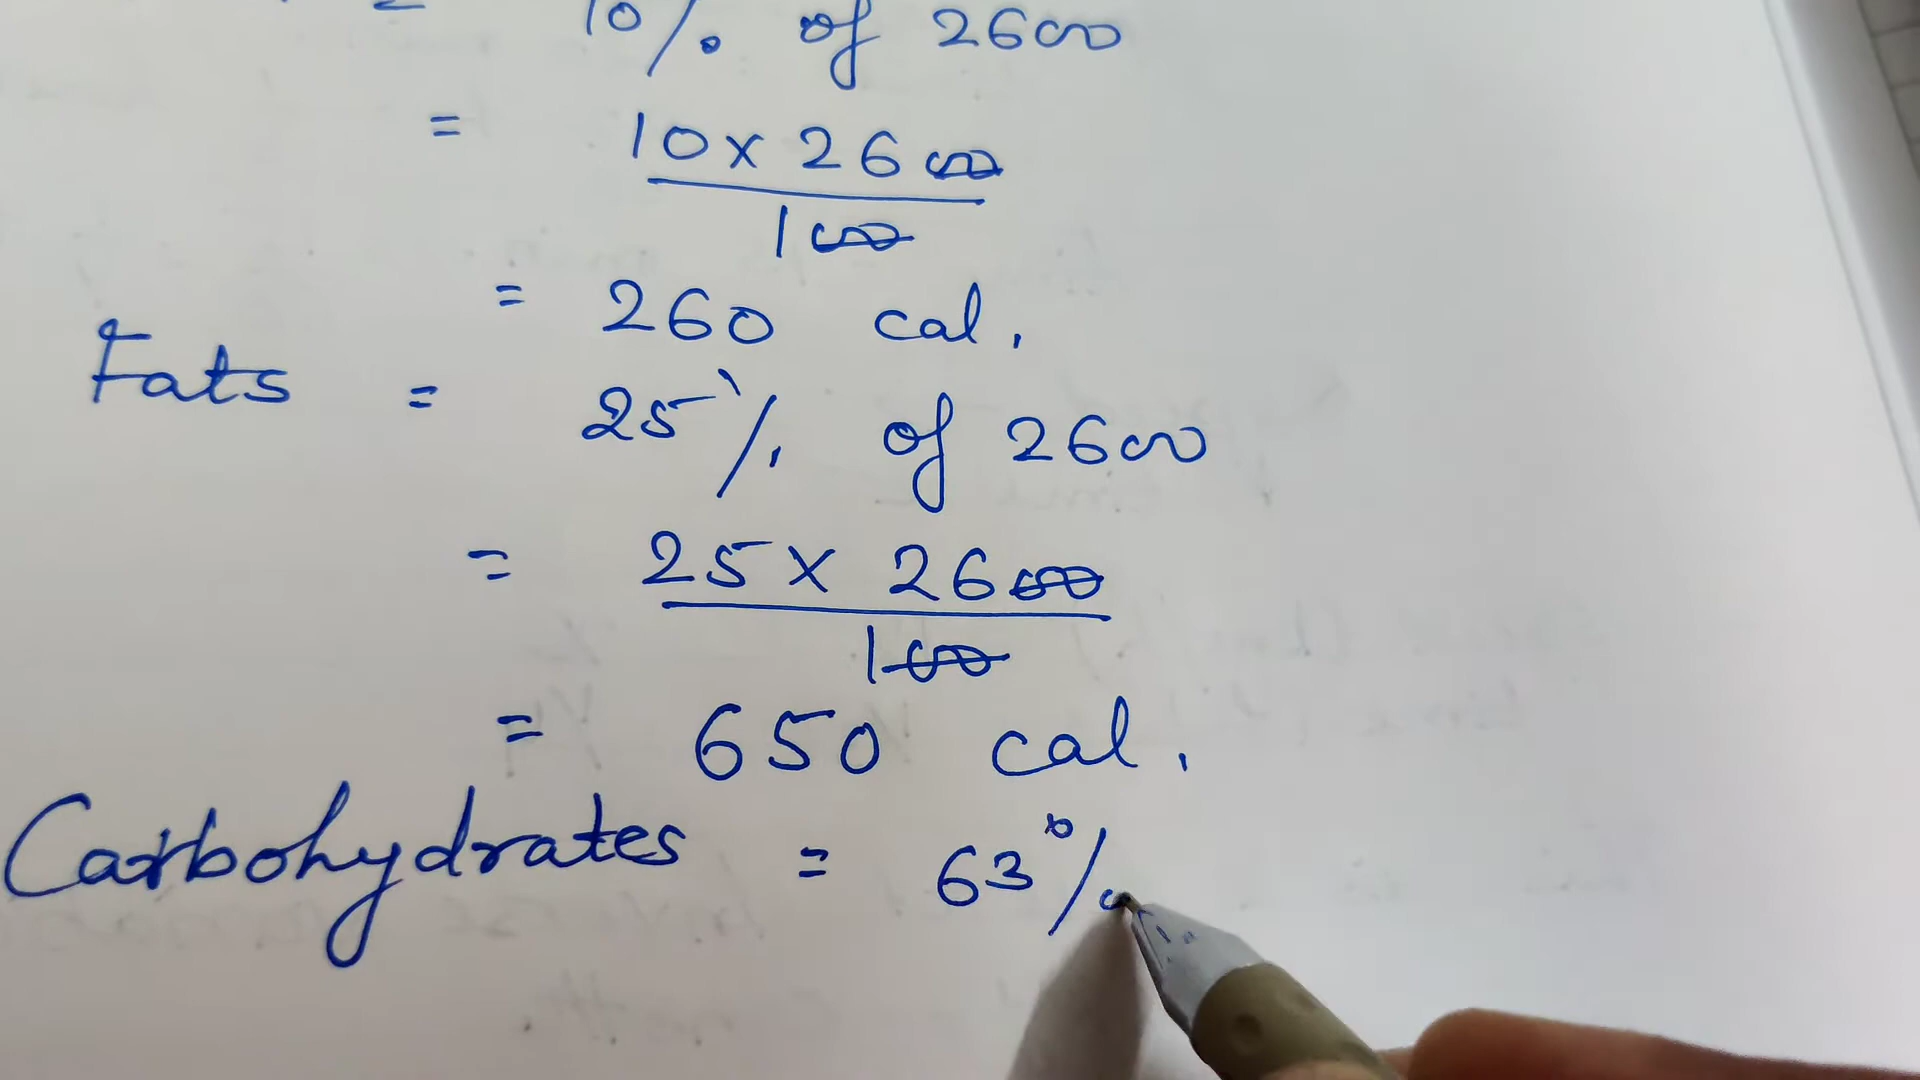 = 10% of 2600
= 10 x 2600
100
= 260 cal.
Fats = 25% of 2600
= 25 x 2600
100
= 650 cal.
Carbohydrates = 63%